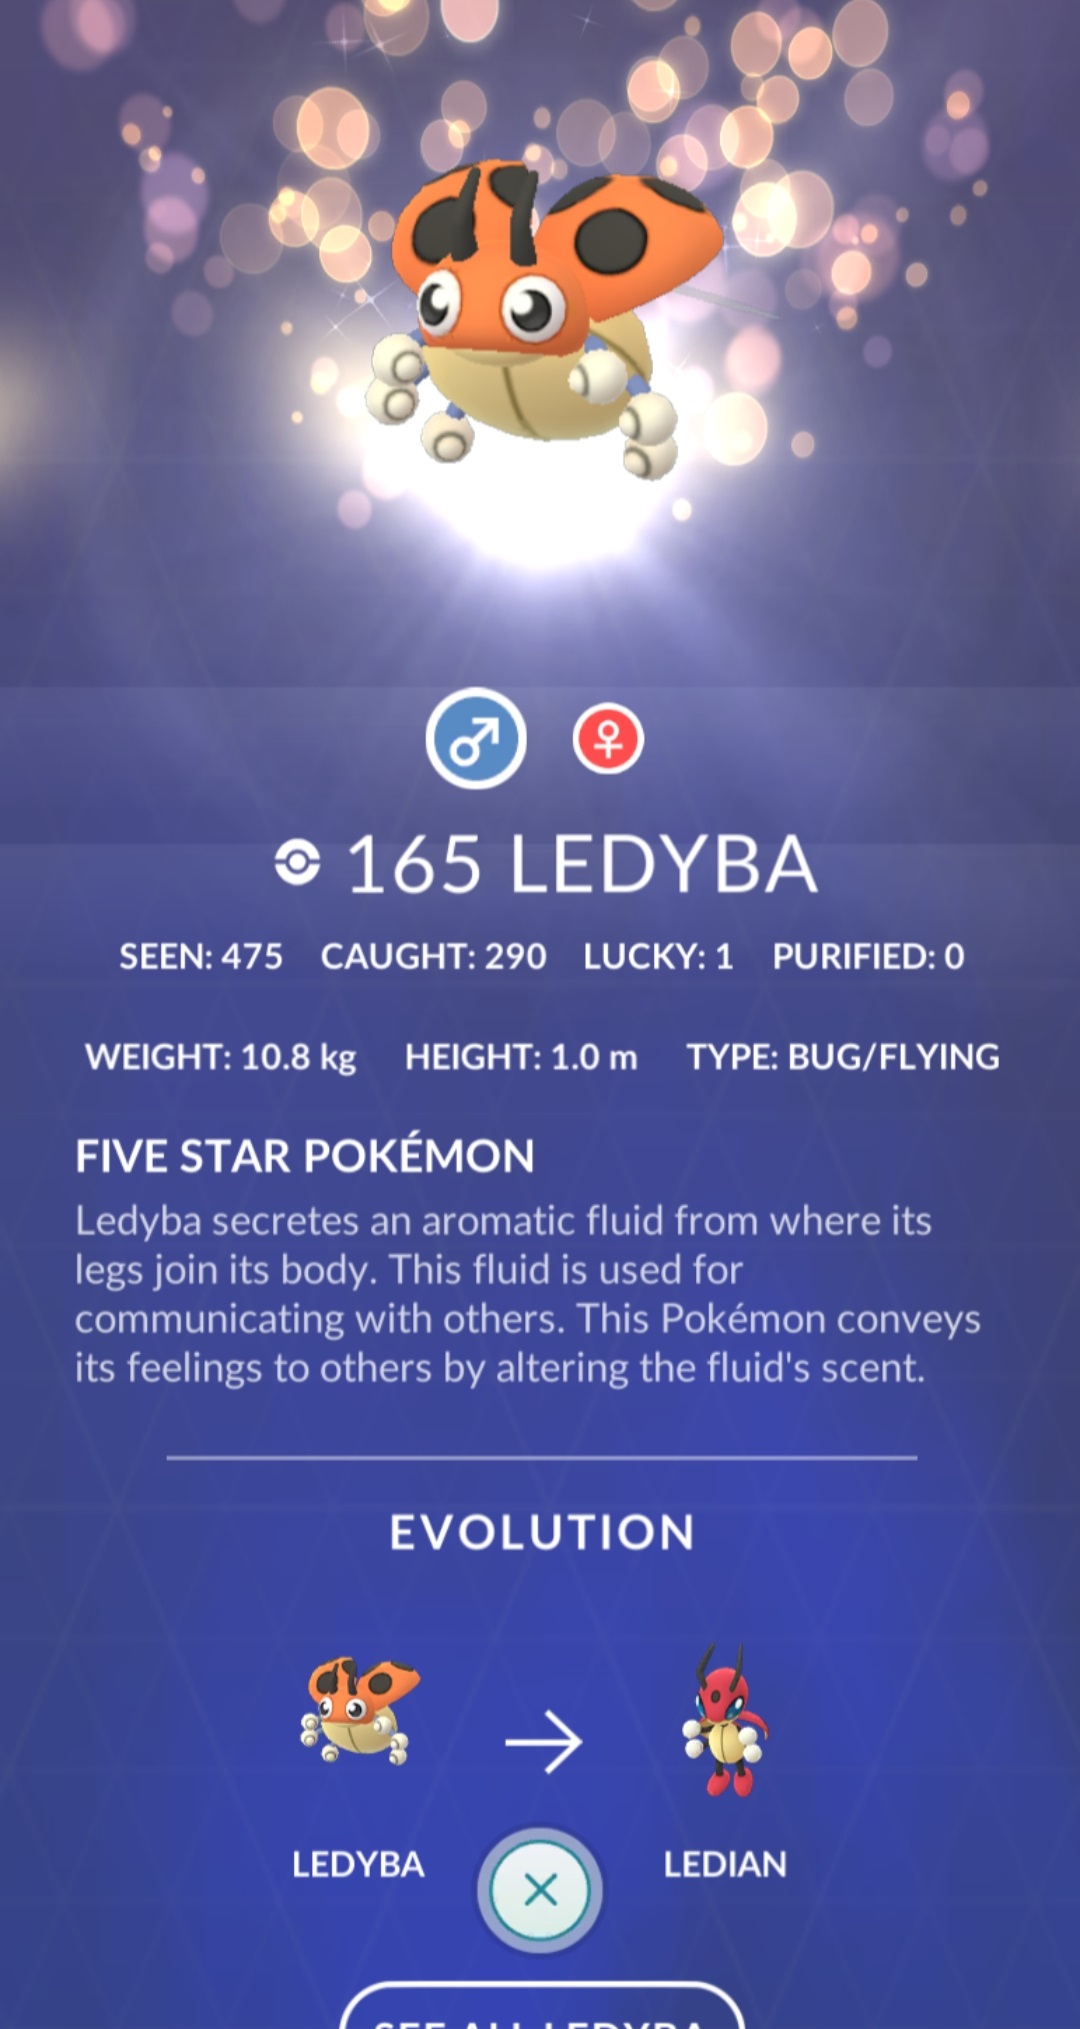 165 LEDYBA
SEEN: 475 CAUGHT: 290 LUCKY: 1 PURIFIED: 0
WEIGHT: 10.8 kg HEIGHT: 1.0 m TYPE: BUG/FLYING
FIVE STAR POKÉMON
Ledyba secretes an aromatic fluid from where its
legs join its body. This fluid is used for
communicating with others. This Pokémon conveys
its feelings to others by altering the fluid's scent.
EVOLUTION
LEDYBA LEDIAN
SEE ALL LEDYBA